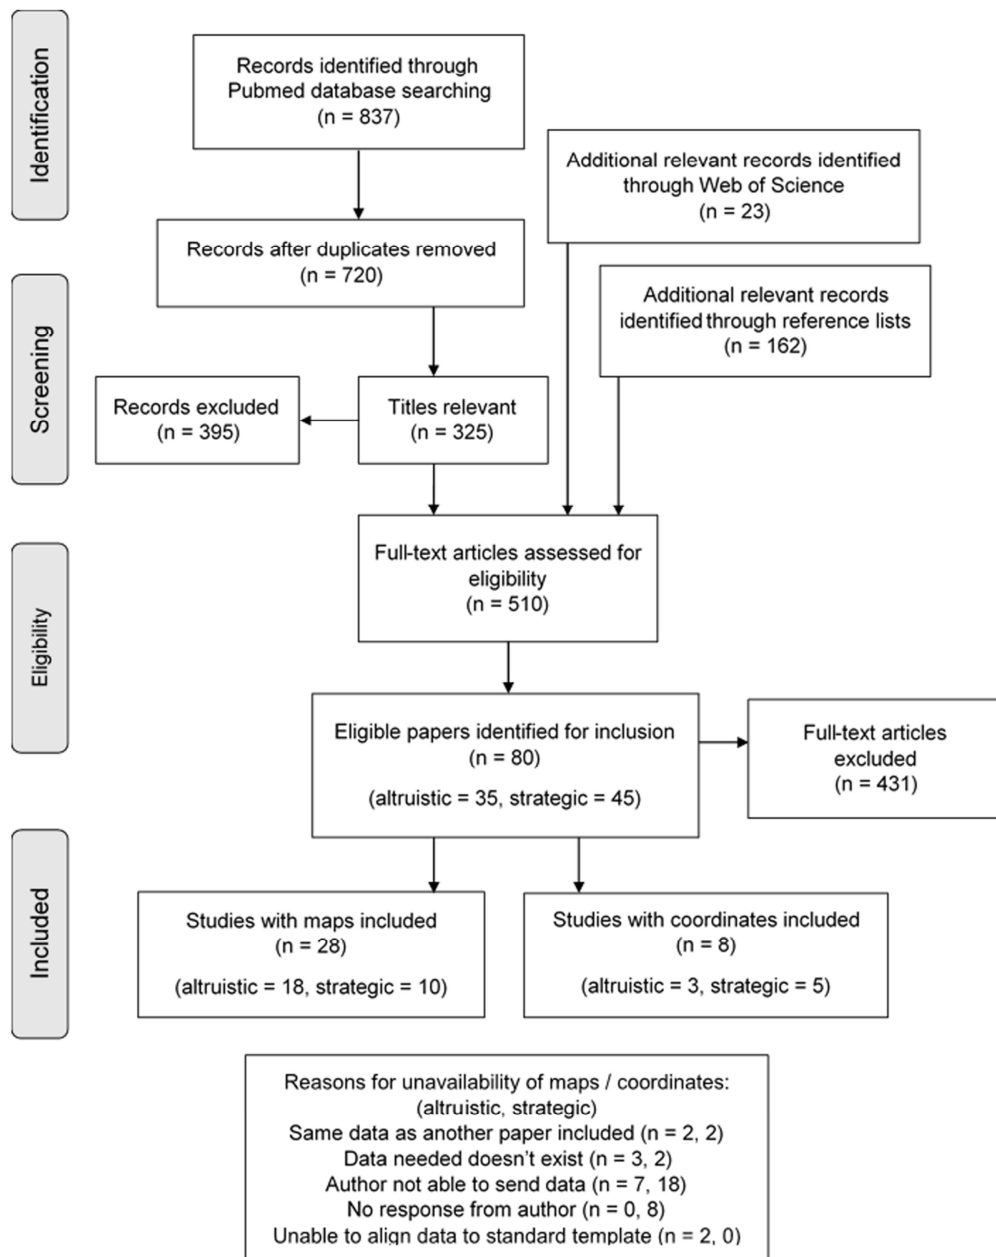 Identification
Records identified through
Pubmed database searching
(n = 837)
Additional relevant records identified
through Web of Science
(n = 23)
Records after duplicates removed
(n = 720)
Screening
Additional relevant records
identified through reference lists
(n = 162)
Records excluded
(n = 395)
Titles relevant
(n = 325)
Eligibility
Full-text articles assessed for
eligibility
(n = 510)
Eligible papers identified for inclusion
(n = 80)
(altruistic = 35, strategic = 45)
Full-text articles
excluded
(n = 431)
Included
Studies with maps included
(n = 28)
(altruistic = 18, strategic = 10)
Studies with coordinates included
(n = 8)
(altruistic = 3, strategic = 5)
Reasons for unavailability of maps / coordinates:
(altruistic, strategic)
Same data as another paper included (n = 2, 2)
Data needed doesn't exist (n = 3, 2)
Author not able to send data (n = 7, 18)
No response from author (n = 0, 8)
Unable to align data to standard template (n = 2, 0)